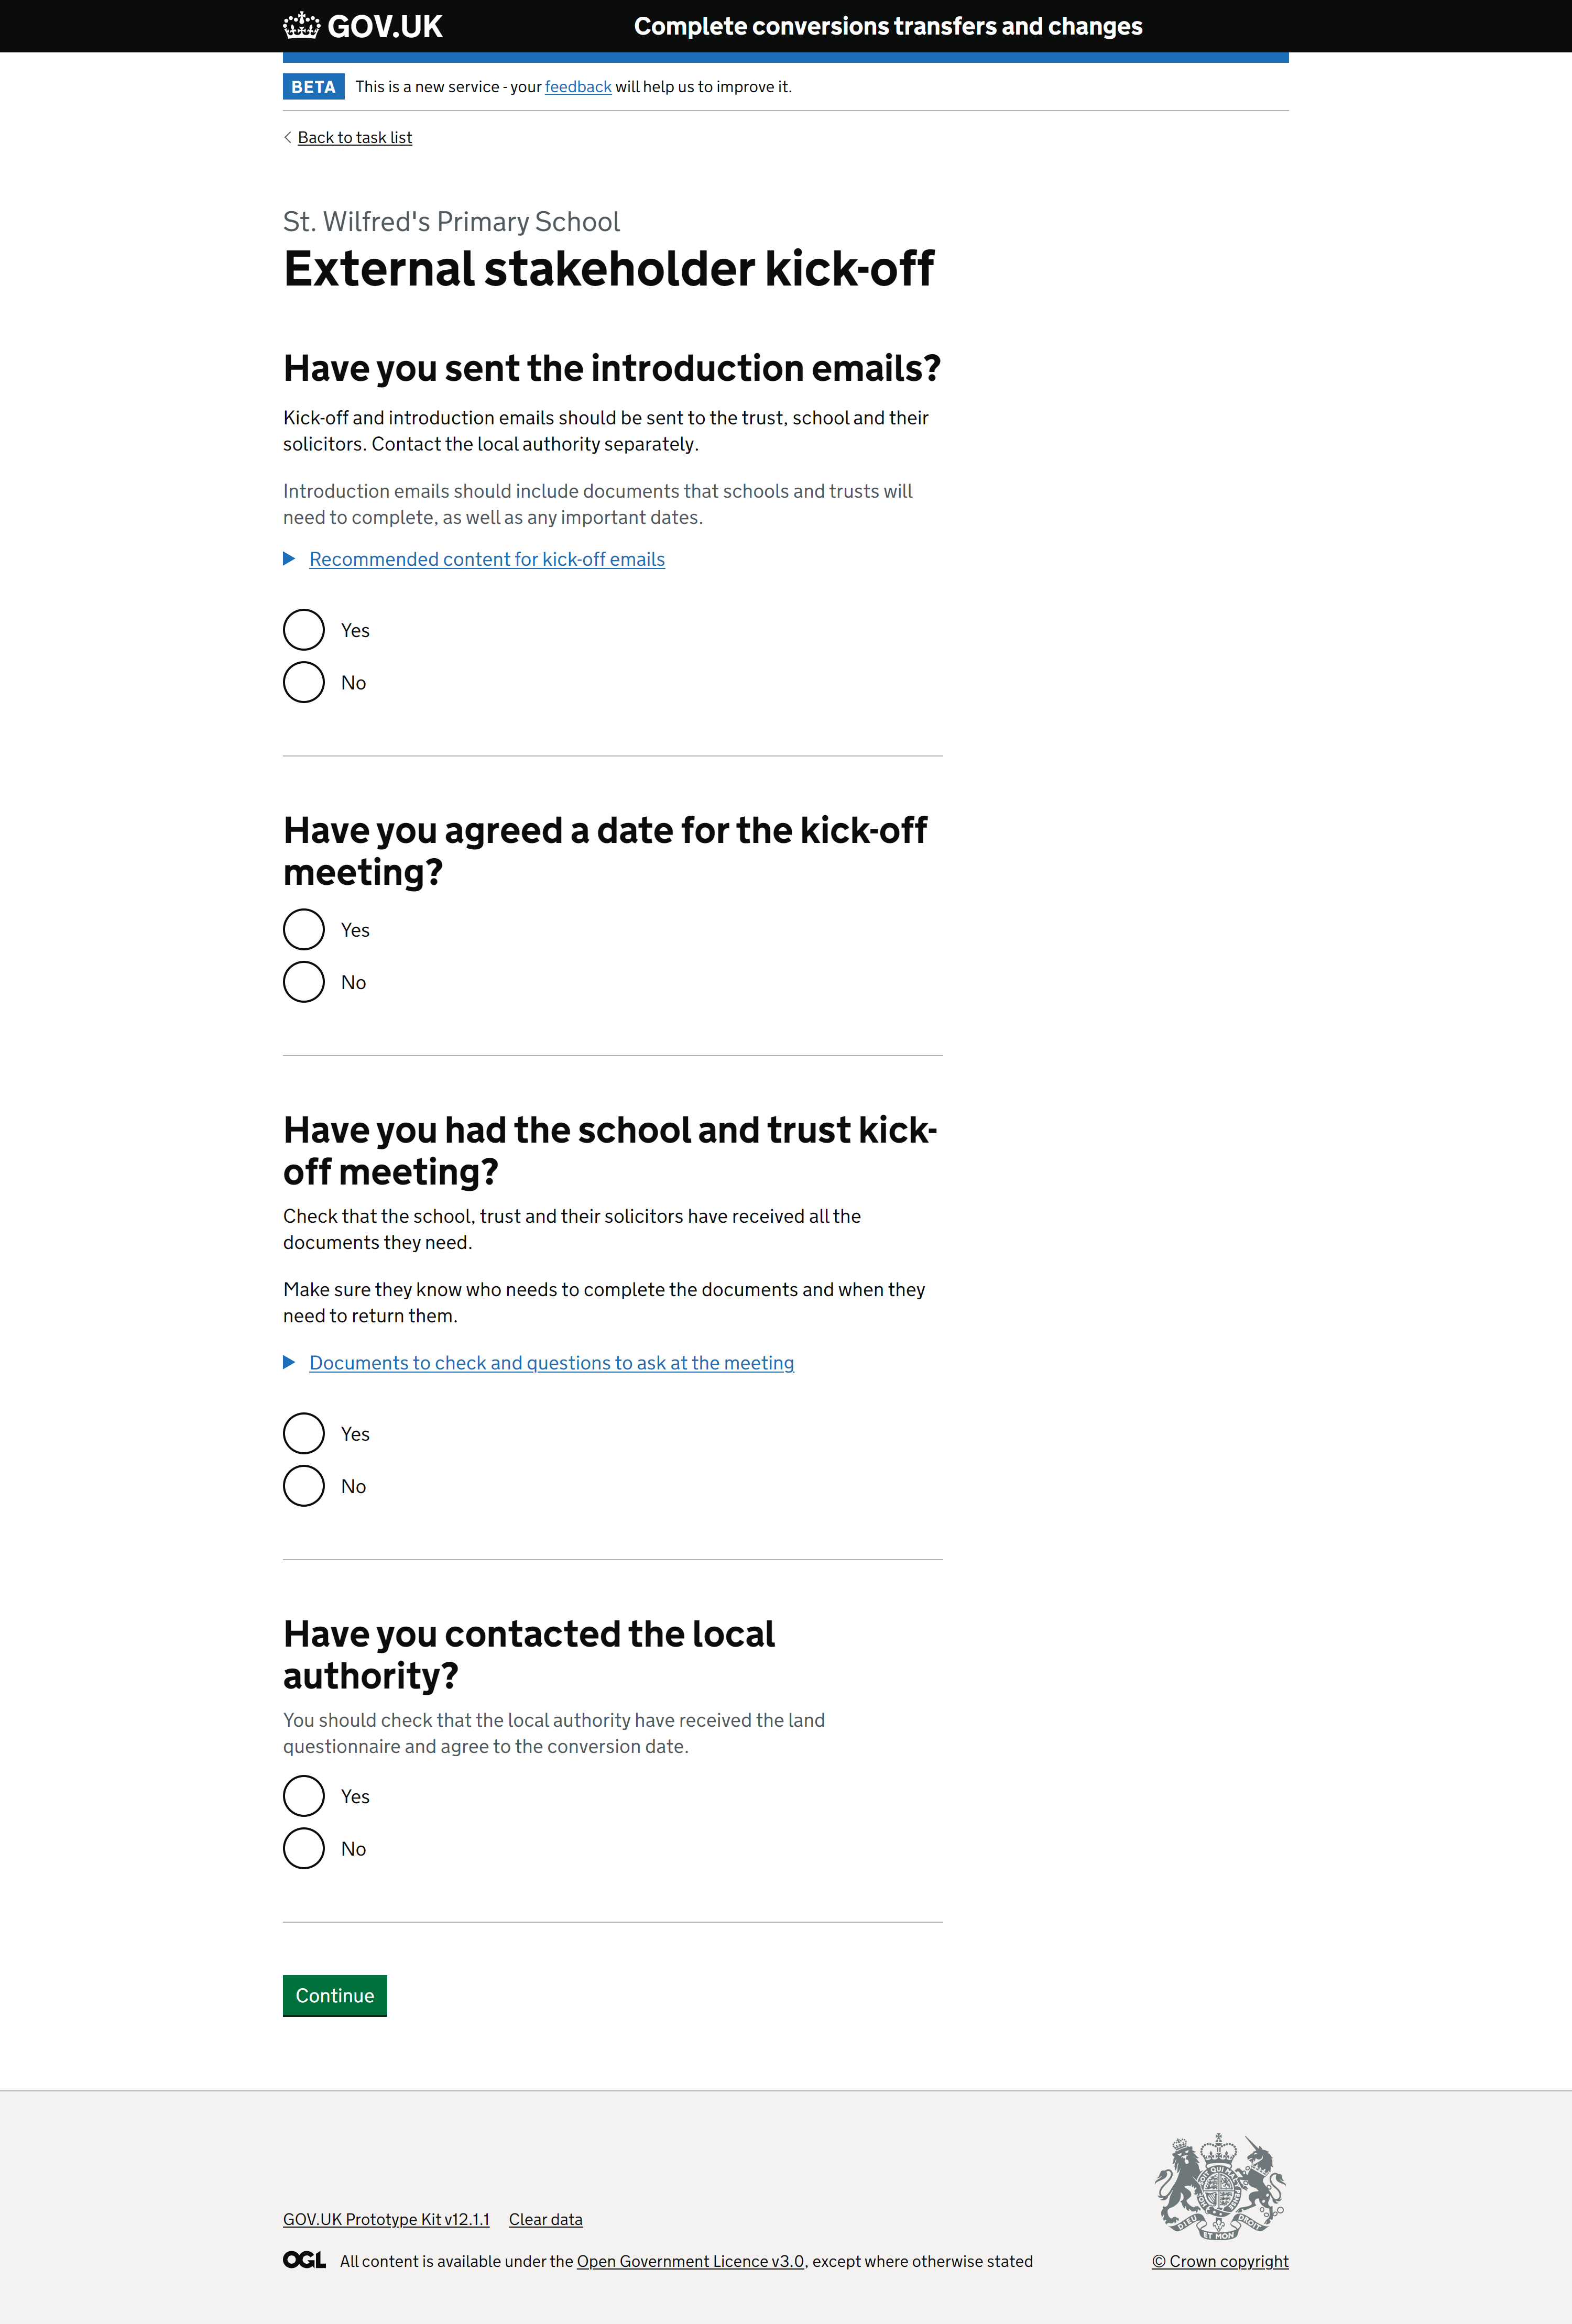 GOV.UK
Complete conversions transfers and changes
BETA
This is a new service - your feedback will help us to improve it.
Back to task list
St. Wilfred's Primary School
External stakeholder kick-off
Have you sent the introduction emails?
Kick-off and introduction emails should be sent to the trust, school and their
solicitors. Contact the local authority separately.
Introduction emails should include documents that schools and trusts will
need to complete, as well as any important dates.
Recommended content for kick-off emails
Yes
No
Have you agreed a date for the kick-off
meeting?
Yes
No
Have you had the school and trust kick-
off meeting?
Check that the school, trust and their solicitors have received all the
documents they need.
Make sure they know who needs to complete the documents and when they
need to return them.
Documents to check and questions to ask at the meeting
Yes
No
Have you contacted the local
authority?
You should check that the local authority have received the land
questionnaire and agree to the conversion date.
Yes
No
Continue
DIEU ET MON DROIT
GOV.UK Prototype Kit v12.1.1
Clear data
OGL
All content is available under the Open Government Licence v3.0, except where otherwise stated
© Crown copyright